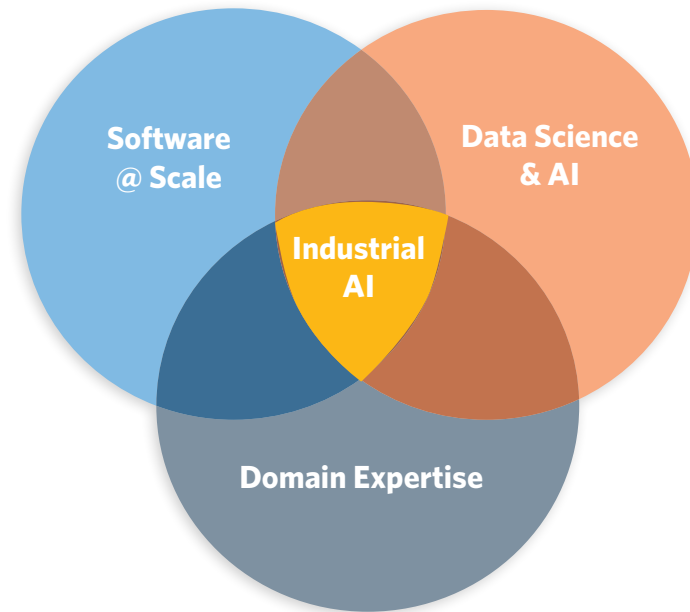 Software
@ Scale
Data Science
& AI
Industrial
AI
Domain Expertise